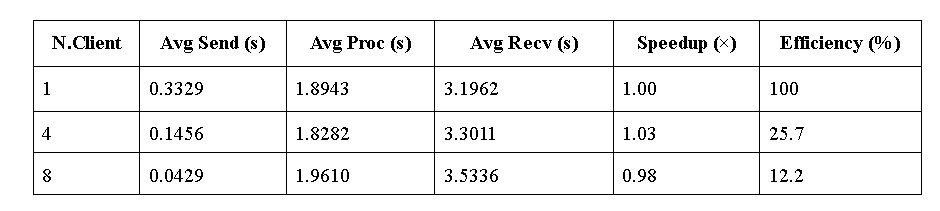 N.Client Avg Send (s) Avg Proc (s) Avg Recv (s) Speedup (×) Efficiency (%)
1 0.3329 1.8943 3.1962 1.00 100
4 0.1456 1.8282 3.3011 1.03 25.7
8 0.0429 1.9610 3.5336 0.98 12.2